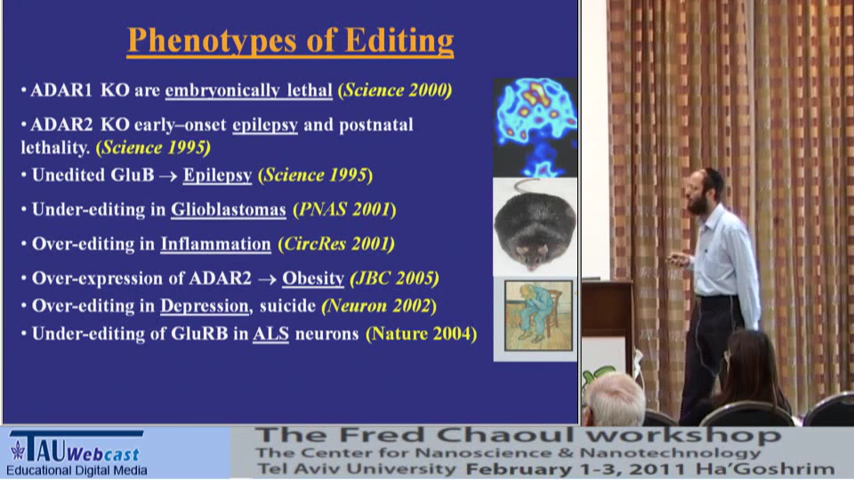 Phenotypes of Editing
• ADAR1 KO are embryonically lethal (Science 2000)
• ADAR2 KO early–onset epilepsy and postnatal
lethality. (Science 1995)
• Unedited GluB → Epilepsy (Science 1995)
• Under-editing in Glioblastomas (PNAS 2001)
• Over-editing in Inflammation (CircRes 2001)
• Over-expression of ADAR2 → Obesity (JBC 2005)
• Over-editing in Depression, suicide (Neuron 2002)
• Under-editing of GluRB in ALS neurons (Nature 2004)
TAU Webcast
Educational Digital Media
The Fred Chaoul workshop
The Center for Nanoscience & Nanotechnology
Tel Aviv University February 1-3, 2011 Ha'Goshrim